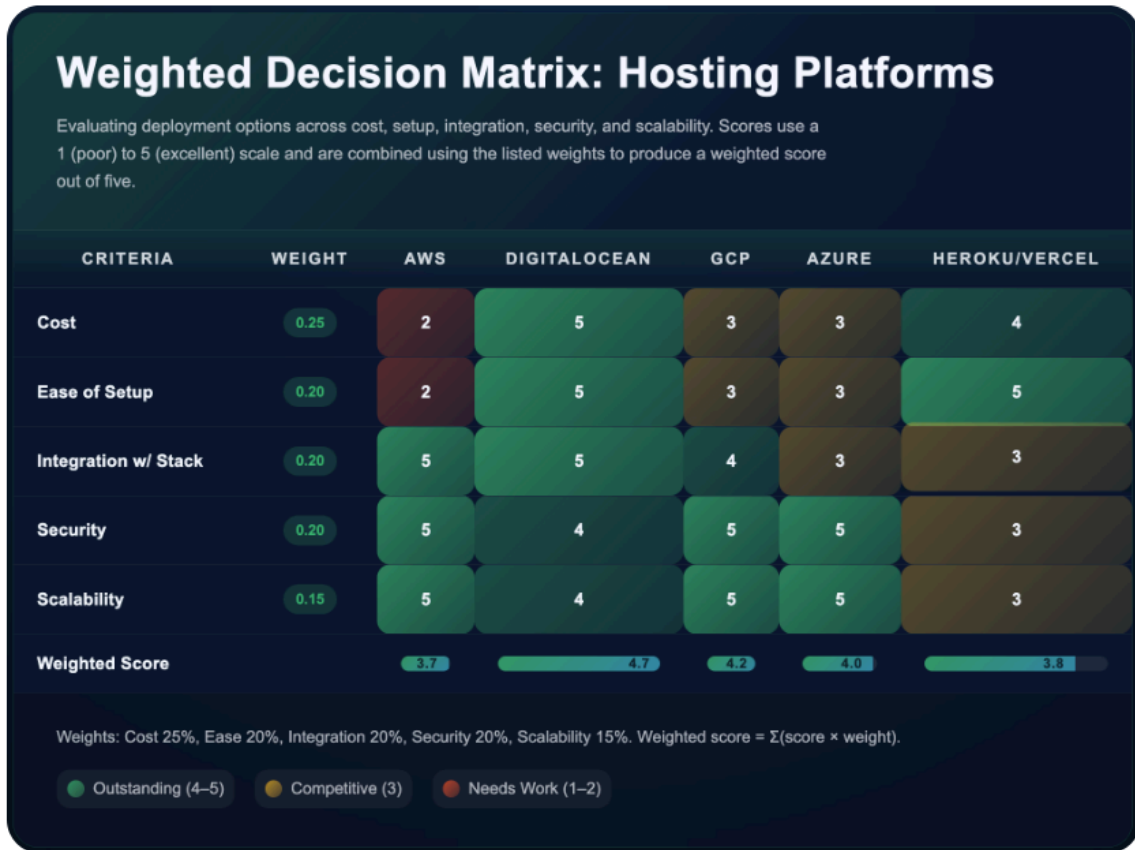 Weighted Decision Matrix: Hosting Platforms
Evaluating deployment options across cost, setup, integration, security, and scalability. Scores use a
1 (poor) to 5 (excellent) scale and are combined using the listed weights to produce a weighted score
out of five.
CRITERIA WEIGHT AWS DIGITALOCEAN GCP AZURE HEROKU/VERCEL
Cost 0.25 2 5 3 3 4
Ease of Setup 0.20 2 5 3 3 5
Integration w/ Stack 0.20 5 5 4 3 3
Security 0.20 5 4 5 5 3
Scalability 0.15 5 4 5 5 3
Weighted Score 3.7 4.7 4.2 4.0 3.8
Weights: Cost 25%, Ease 20%, Integration 20%, Security 20%, Scalability 15%. Weighted score = Σ(score × weight).
Outstanding (4–5) Competitive (3) Needs Work (1–2)